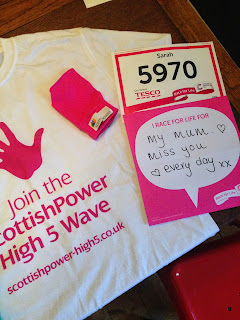 Sarah
5970
TESCO
I RACE FOR LIFE FOR
My Mum.
Miss you
every day xx
Join the
ScottishPower
High 5 Wave
scottishpower-high5.co.uk